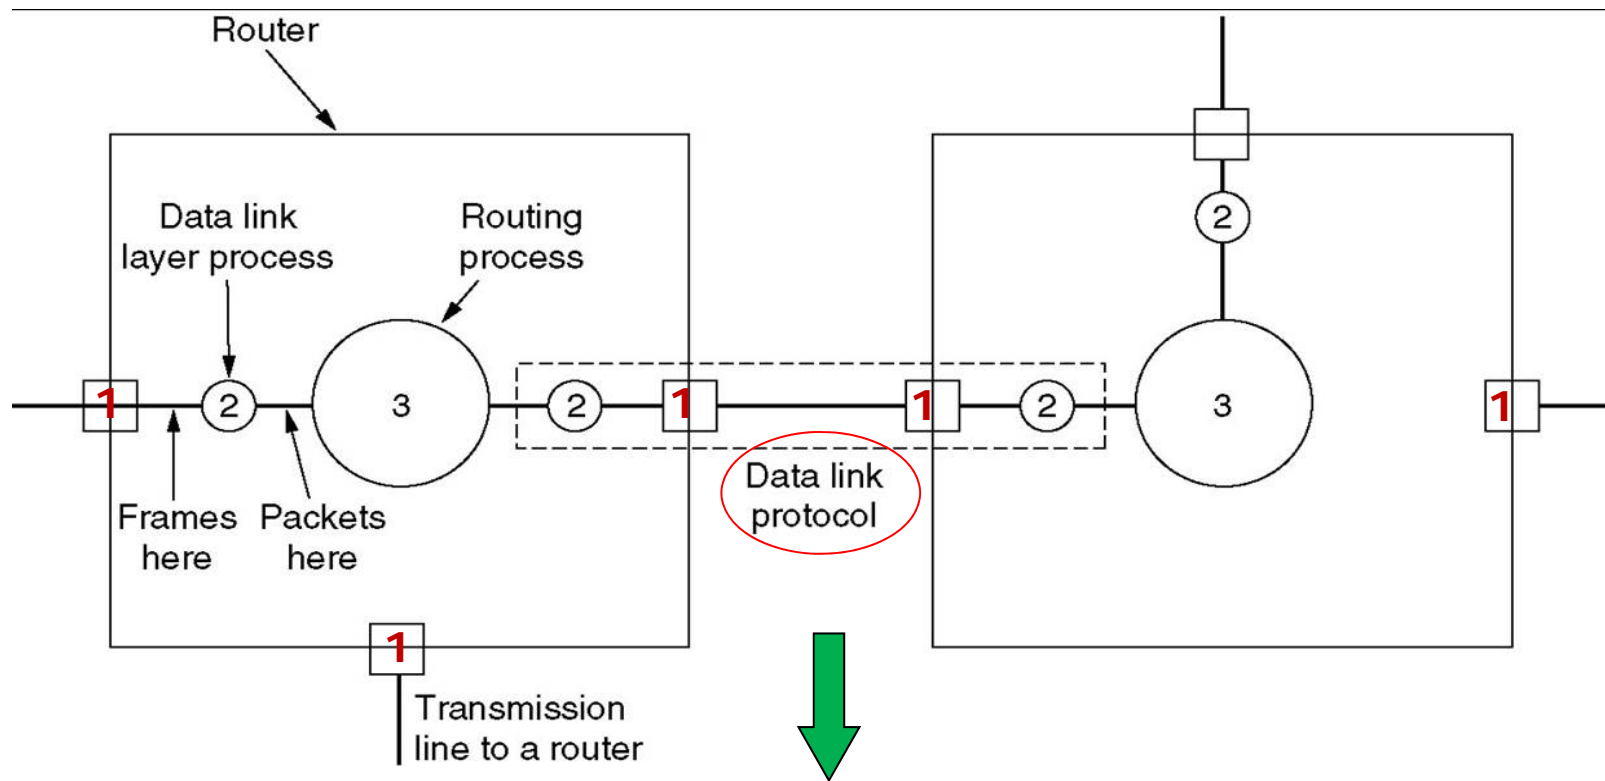 Router
2
Data link
layer process
Routing
process
1
2
3
2
1
1
2
3
1
Data link
protocol
Frames
here
Packets
here
1
Transmission
line to a router